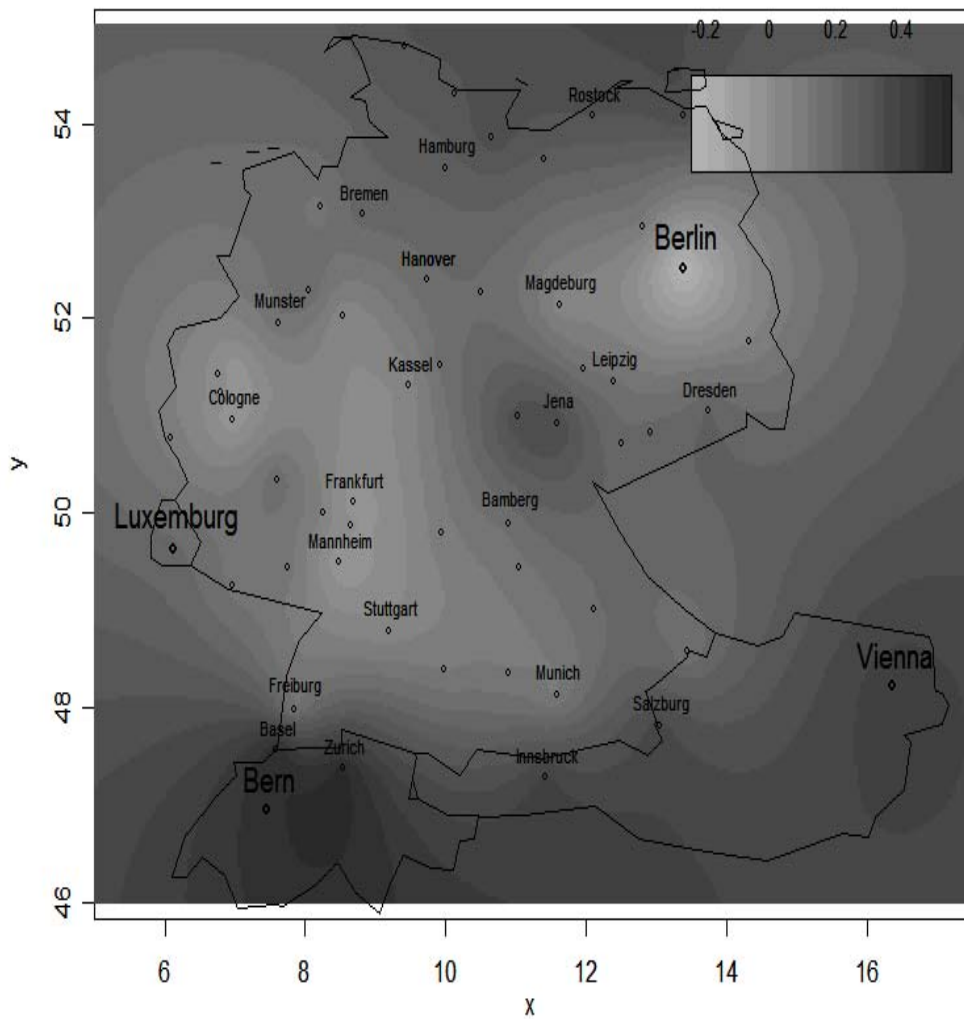 -0.2 0 0.2 0.4
54
Rostock
Hamburg
Bremen
Berlin
Hanover
Magdeburg
52
Munster
Kassel
Leipzig
Cologne
Jena
Dresden
y
50
Frankfurt
Bamberg
Luxemburg
Mannheim
Stuttgart
Munich
Vienna
48
Freiburg
Salzburg
Basel
Zurich
Innsbruck
Bern
46
6 8 10 12 14 16
x